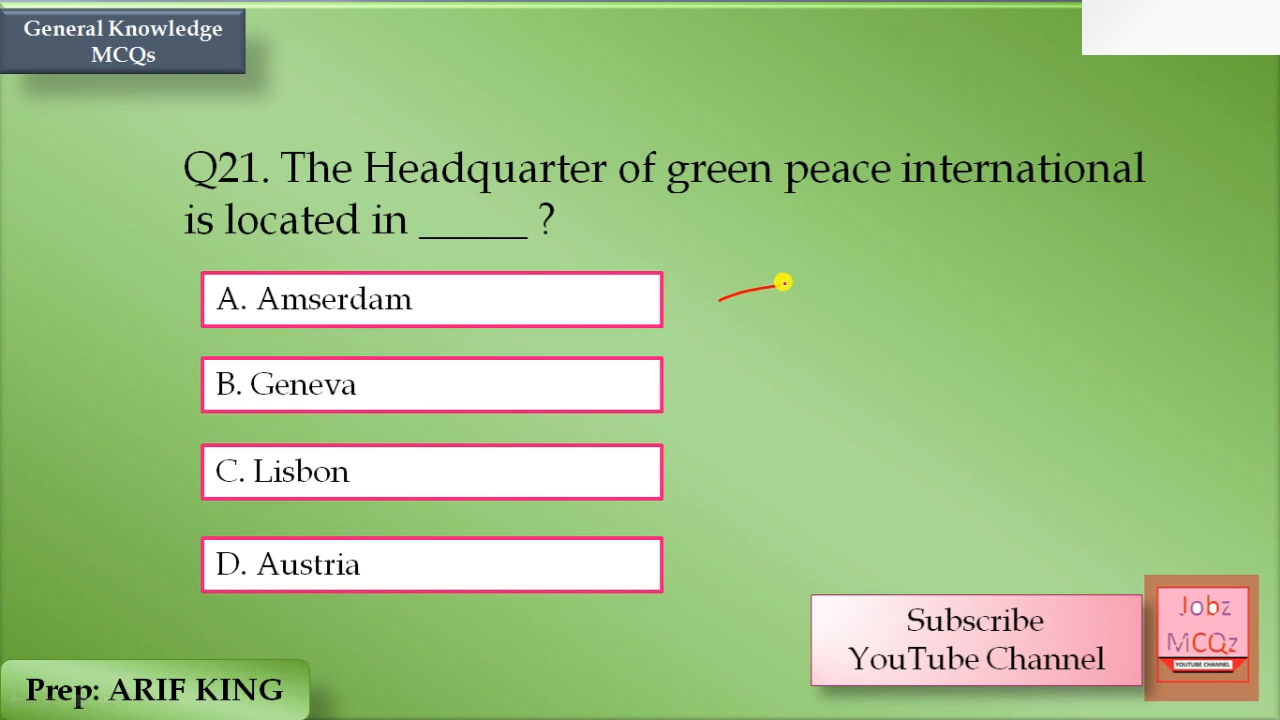 General Knowledge
MCQs
Q21. The Headquarter of green peace international
is located in _____ ?
A. Amserdam
B. Geneva
C. Lisbon
D. Austria
Subscribe
YouTube Channel
Jobz
MCQz
YOUTUBE CHANNEL
Prep: ARIF KING